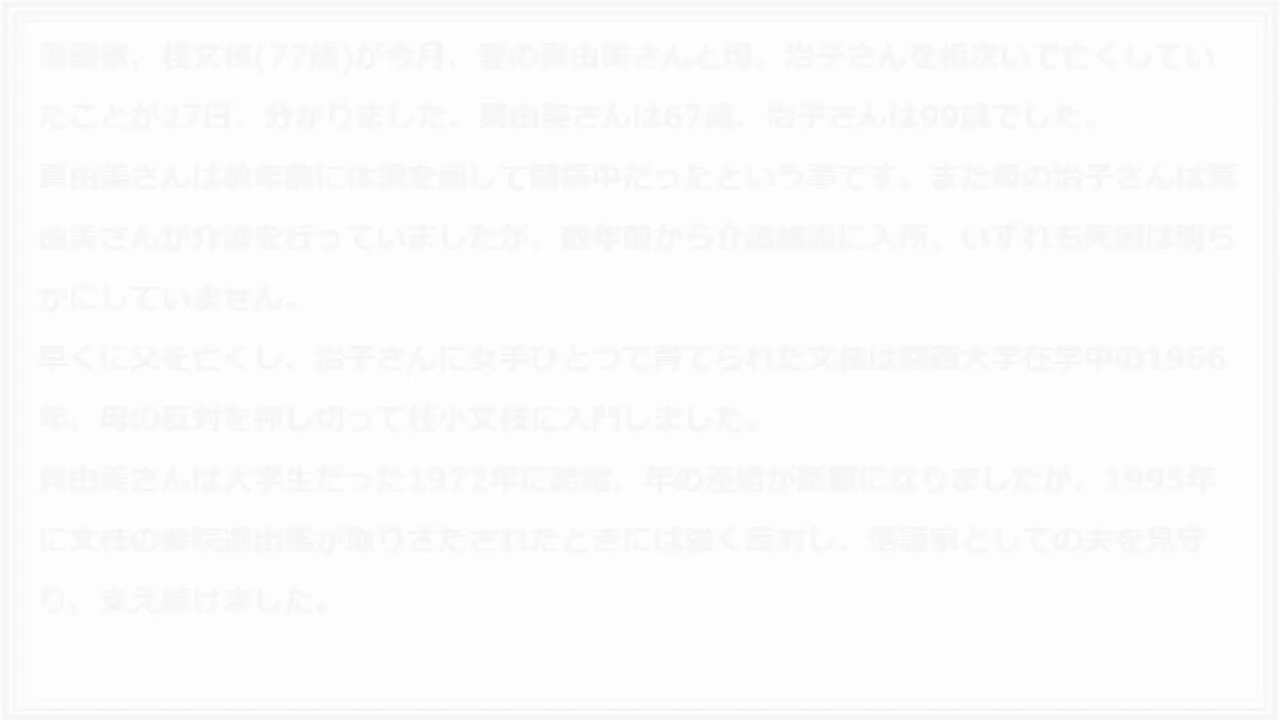 落語家、桂文枝(77歳)が今月、妻の真由美さんと母、治子さんを相次いで亡くしてい
たことが27日、分かりました。真由美さんは67歳、治子さんは99歳でした。
真由美さんは数年前に体調を崩して闘病中だったという事です。また母の治子さんは真
由美さんが介護を行っていましたが、数年前から介護施設に入所、いずれも死因は明ら
かにしていません。
早くに父を亡くし、治子さんに女手ひとつで育てられた文枝は関西大学在学中の1966
年、母の反対を押し切って桂小文枝に入門しました。
真由美さんは大学生だった1972年に結婚、年の差婚が話題になりましたが、1995年
に文枝の参院選出馬が取りざたされたときには強く反対し、落語家としての夫を見守
り、支え続けました。